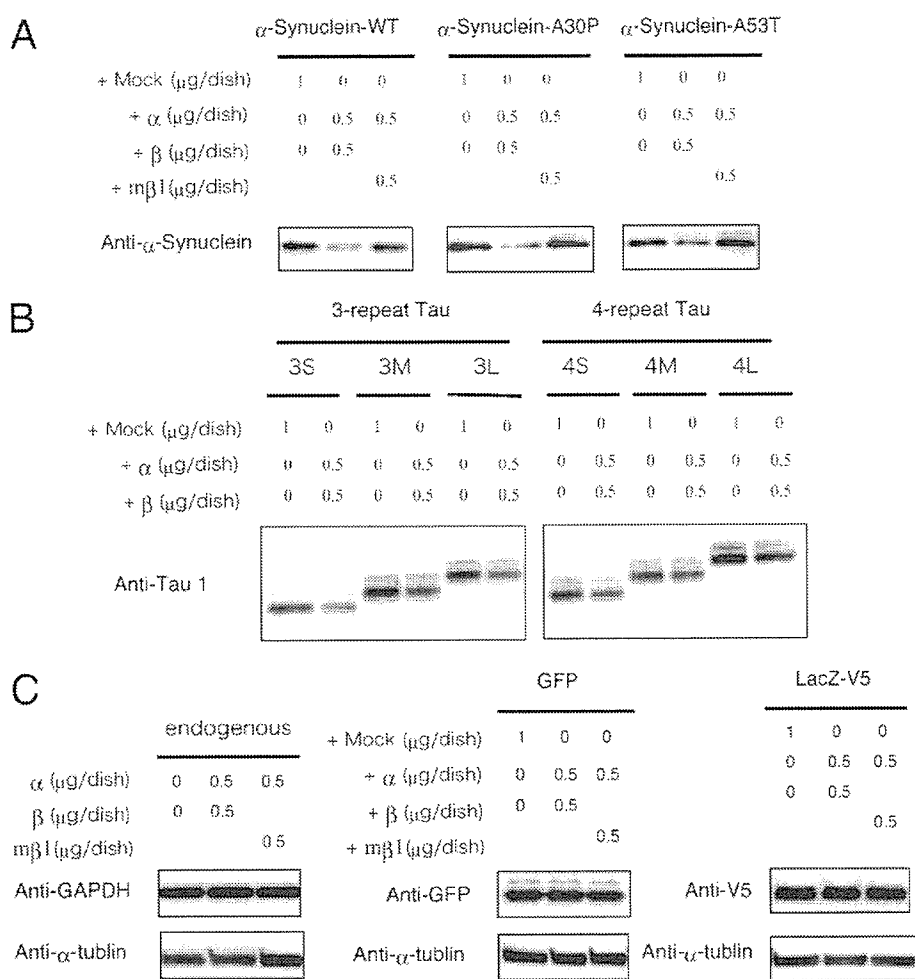 A
α-Synuclein-WT α-Synuclein-A30P α-Synuclein-A53T
+ Mock (μg/dish) 1 0 0 1 0 0 1 0 0
+ α (μg/dish) 0 0.5 0.5 0 0.5 0.5 0 0.5 0.5
+ β (μg/dish) 0 0.5 0 0.5 0 0.5
+ mβ1(μg/dish) 0.5 0.5 0.5
Anti-α-Synuclein
B
3-repeat Tau 4-repeat Tau
3S 3M 3L 4S 4M 4L
+ Mock (μg/dish) 1 0 1 0 1 0 1 0 1 0 1 0
+ α (μg/dish) 0 0.5 0 0.5 0 0.5 0 0.5 0 0.5 0 0.5
+ β (μg/dish) 0 0.5 0 0.5 0 0.5 0 0.5 0 0.5 0 0.5
Anti-Tau 1
C
endogenous
α (μg/dish) 0 0.5 0.5
β (μg/dish) 0 0.5
mβ1(μg/dish) 0.5
Anti-GAPDH
Anti-α-tublin
GFP
+ Mock (μg/dish) 1 0 0
+ α (μg/dish) 0 0.5 0.5
+ β (μg/dish) 0 0.5
+ mβ1(μg/dish) 0.5
Anti-GFP
Anti-α-tublin
LacZ-V5
1 0 0
0 0.5 0.5
0 0.5
0.5
Anti-V5
Anti-α-tublin